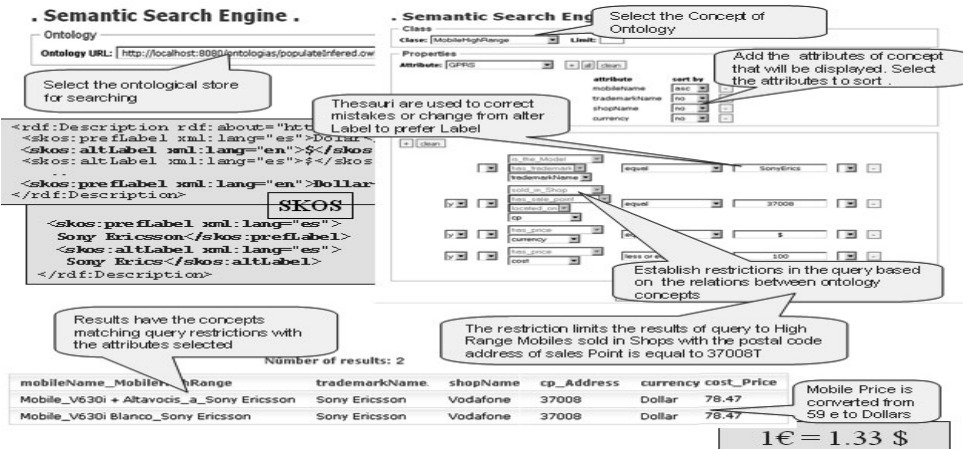 . Semantic Search Engine .
Ontology
Ontology URL: http://localhost:8080/ontologias/populateInfered.ow
Select the ontological store
for searching
. Semantic Search Eng
Select the Concept of
Ontology
Class
Clase: MobileHighRange Limit:
Properties
Attribute: GPRS + all clean
Add the attributes of concept
that will be displayed. Select
the attributes t o sort .
attribute sort by
mobileName asc
trademarkName no
shopName no
currency no
Thesauri are used to correct
mistakes or change from alter
Label to prefer Label
<rdf:Description rdf:about="htt
<skos:prefLabel xml:lang="es">Dolar<
<skos:altLabel xml:lang="en">$</skos
<skos:altLabel xml:lang="es">$</skos
..
<skos:prefLabel xml:lang="en">Dollar
</rdf:Description>
SKOS
<skos:prefLabel xml:lang="es">
Sony Ericsson</skos:prefLabel>
<skos:altLabel xml:lang="es">
Sony Erics</skos:altLabel>
</rdf:Description>
+ clean
is_the_Model
has_trademark
trademarkName equal SonyErics -
sold_in_Shop
has_sale_point
located_on
cp
y equal 37008 -
has_price
currency
y eq $ -
has_price
cost
y less or e 100 -
Establish restrictions in the query based
on the relations between ontology
concepts
Results have the concepts
matching query restrictions with
the attributes selected
The restriction limits the results of query to High
Range Mobiles sold in Shops with the postal code
address of sales Point is equal to 37008T
Number of results: 2
mobileName_Mobile hRange trademarkName. shopName cp_Address currency cost_Price
Mobile_V630i + Altavocis_a_Sony Ericsson Sony Ericsson Vodafone 37008 Dollar 78.47
Mobile_V630i Blanco_Sony Ericsson Sony Ericsson Vodafone 37008 Dollar 78.47
Mobile Price is
converted from
59 e to Dollars
1€ = 1.33 $